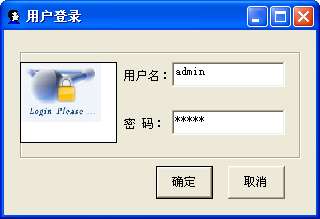 用户登录
用户名：admin
Login Please ...
密 码：*****
确定 取消